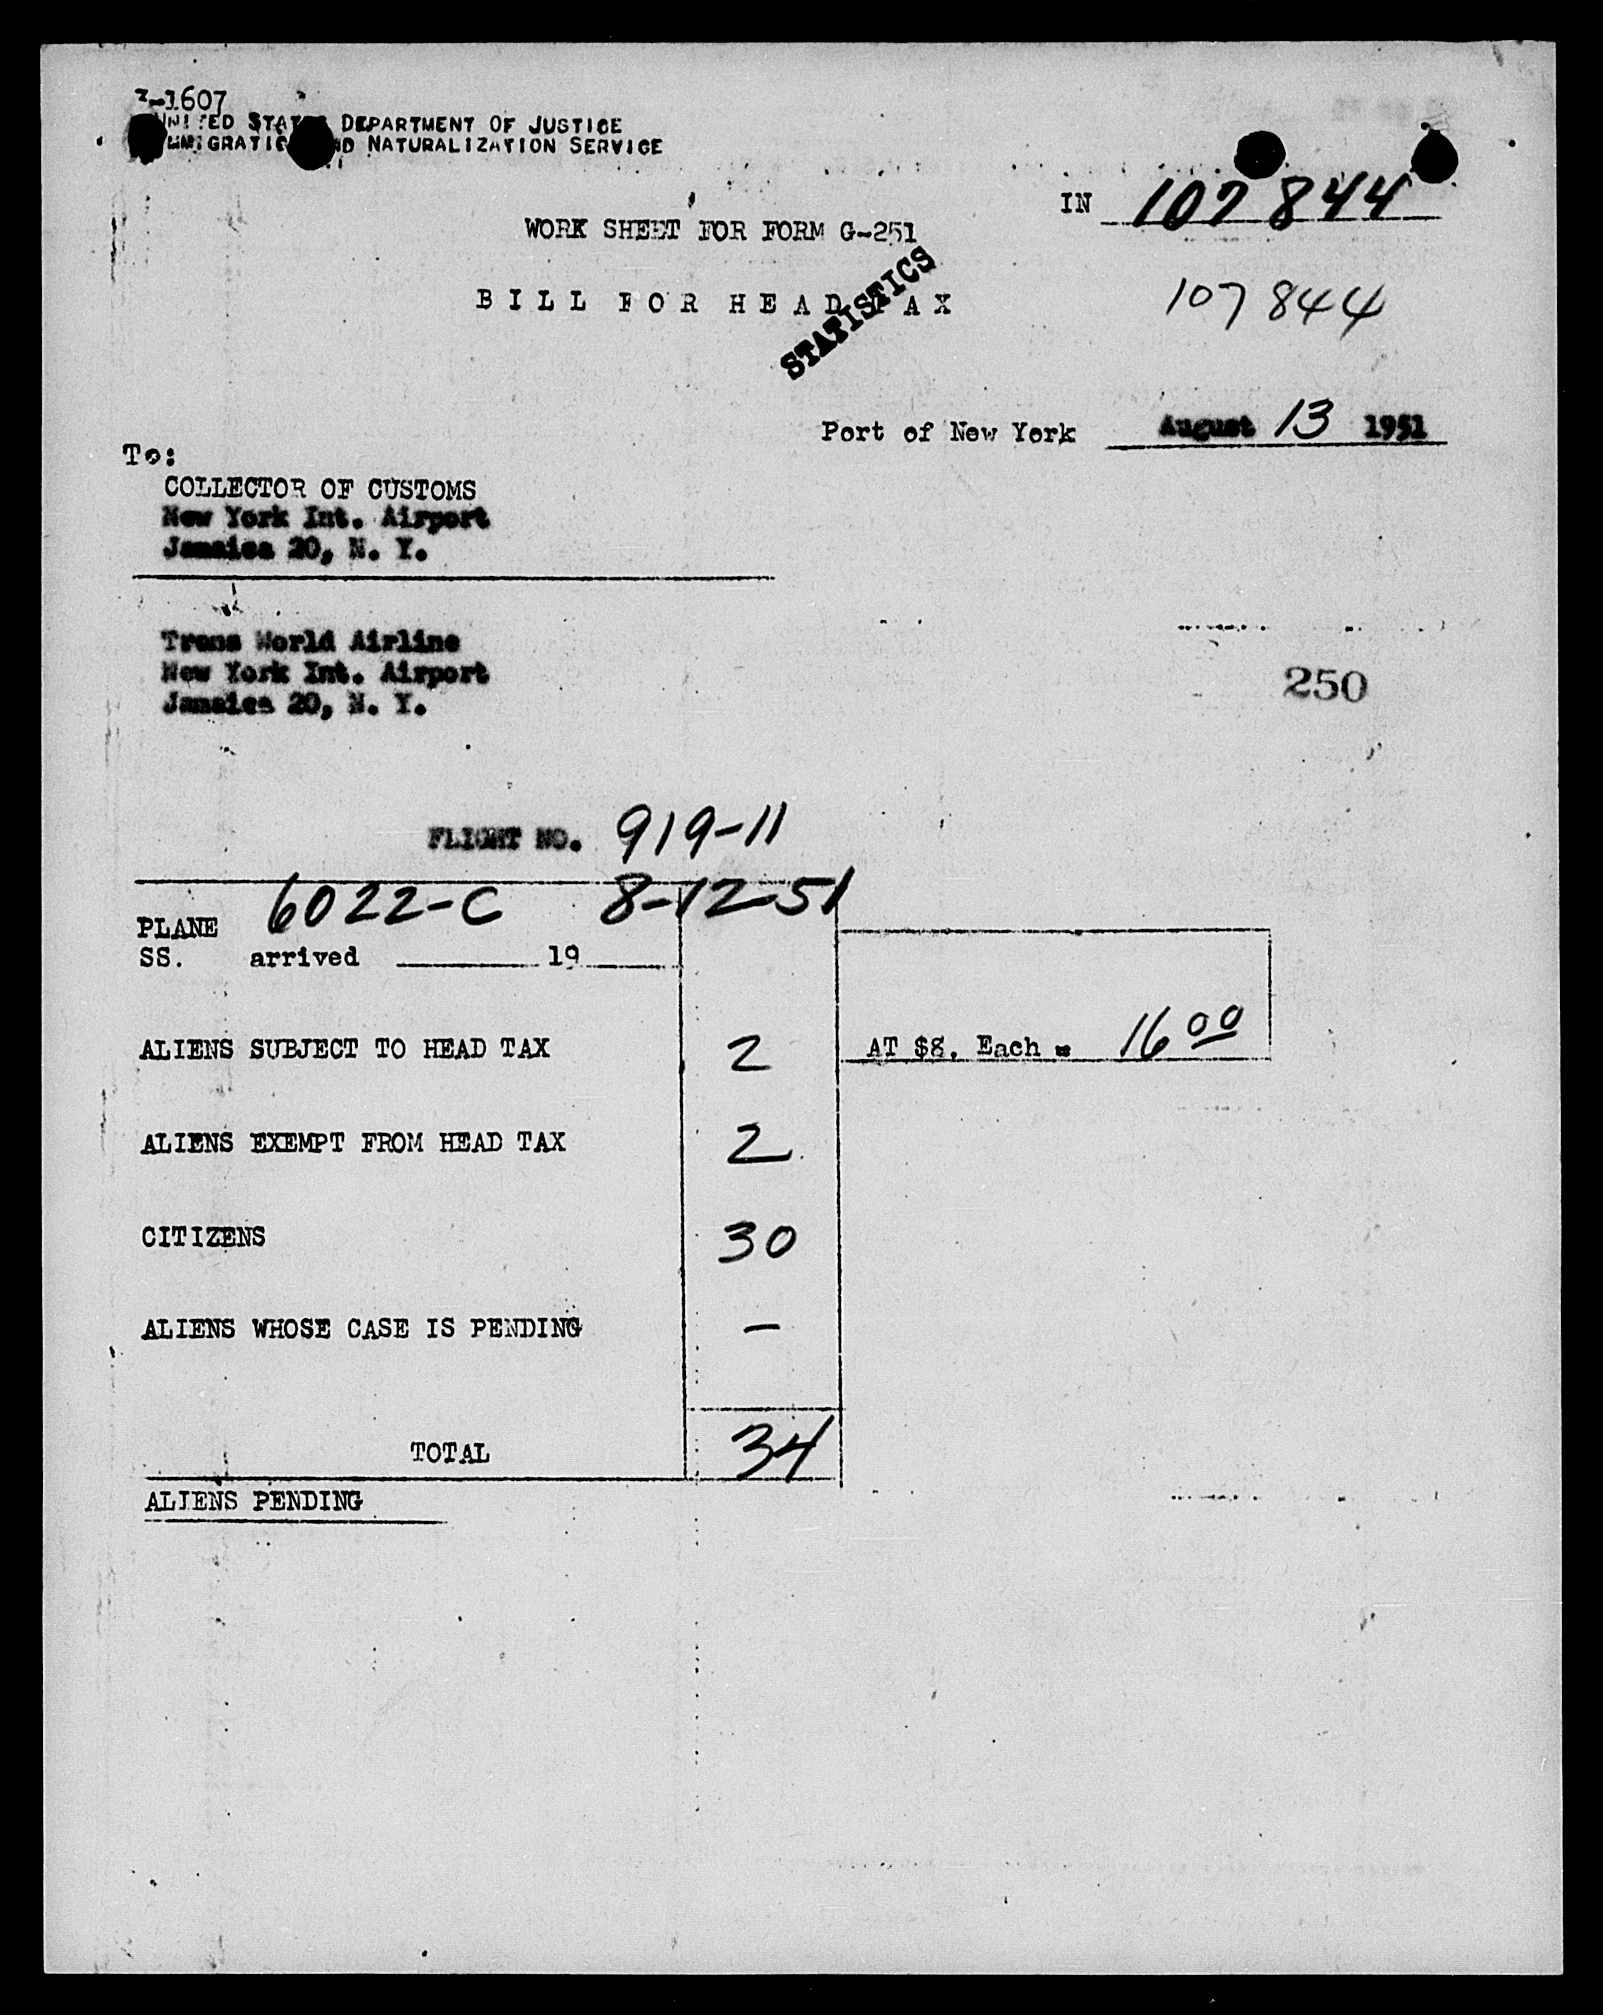 -1607
UNITED STATES DEPARTMENT OF JUSTICE
IMMIGRATION AND NATURALIZATION SERVICE
IN 107 844
WORK SHEET FOR FORM G-251
STATISTICS
BILL FOR HEAD TAX
107 844
Port of New York August 13 1951
To:
COLLECTOR OF CUSTOMS
New York Int. Airport
Jamaica 20, N. Y.
Trans World Airline
New York Int. Airport
Jamaica 20, N. Y.
250
FLIGHT NO. 919-11
6022-C 8-12-51
PLANE
SS. arrived 19
ALIENS SUBJECT TO HEAD TAX 2 AT $8. Each = 16 00
ALIENS EXEMPT FROM HEAD TAX 2
CITIZENS 30
ALIENS WHOSE CASE IS PENDING -
TOTAL 34
ALIENS PENDING